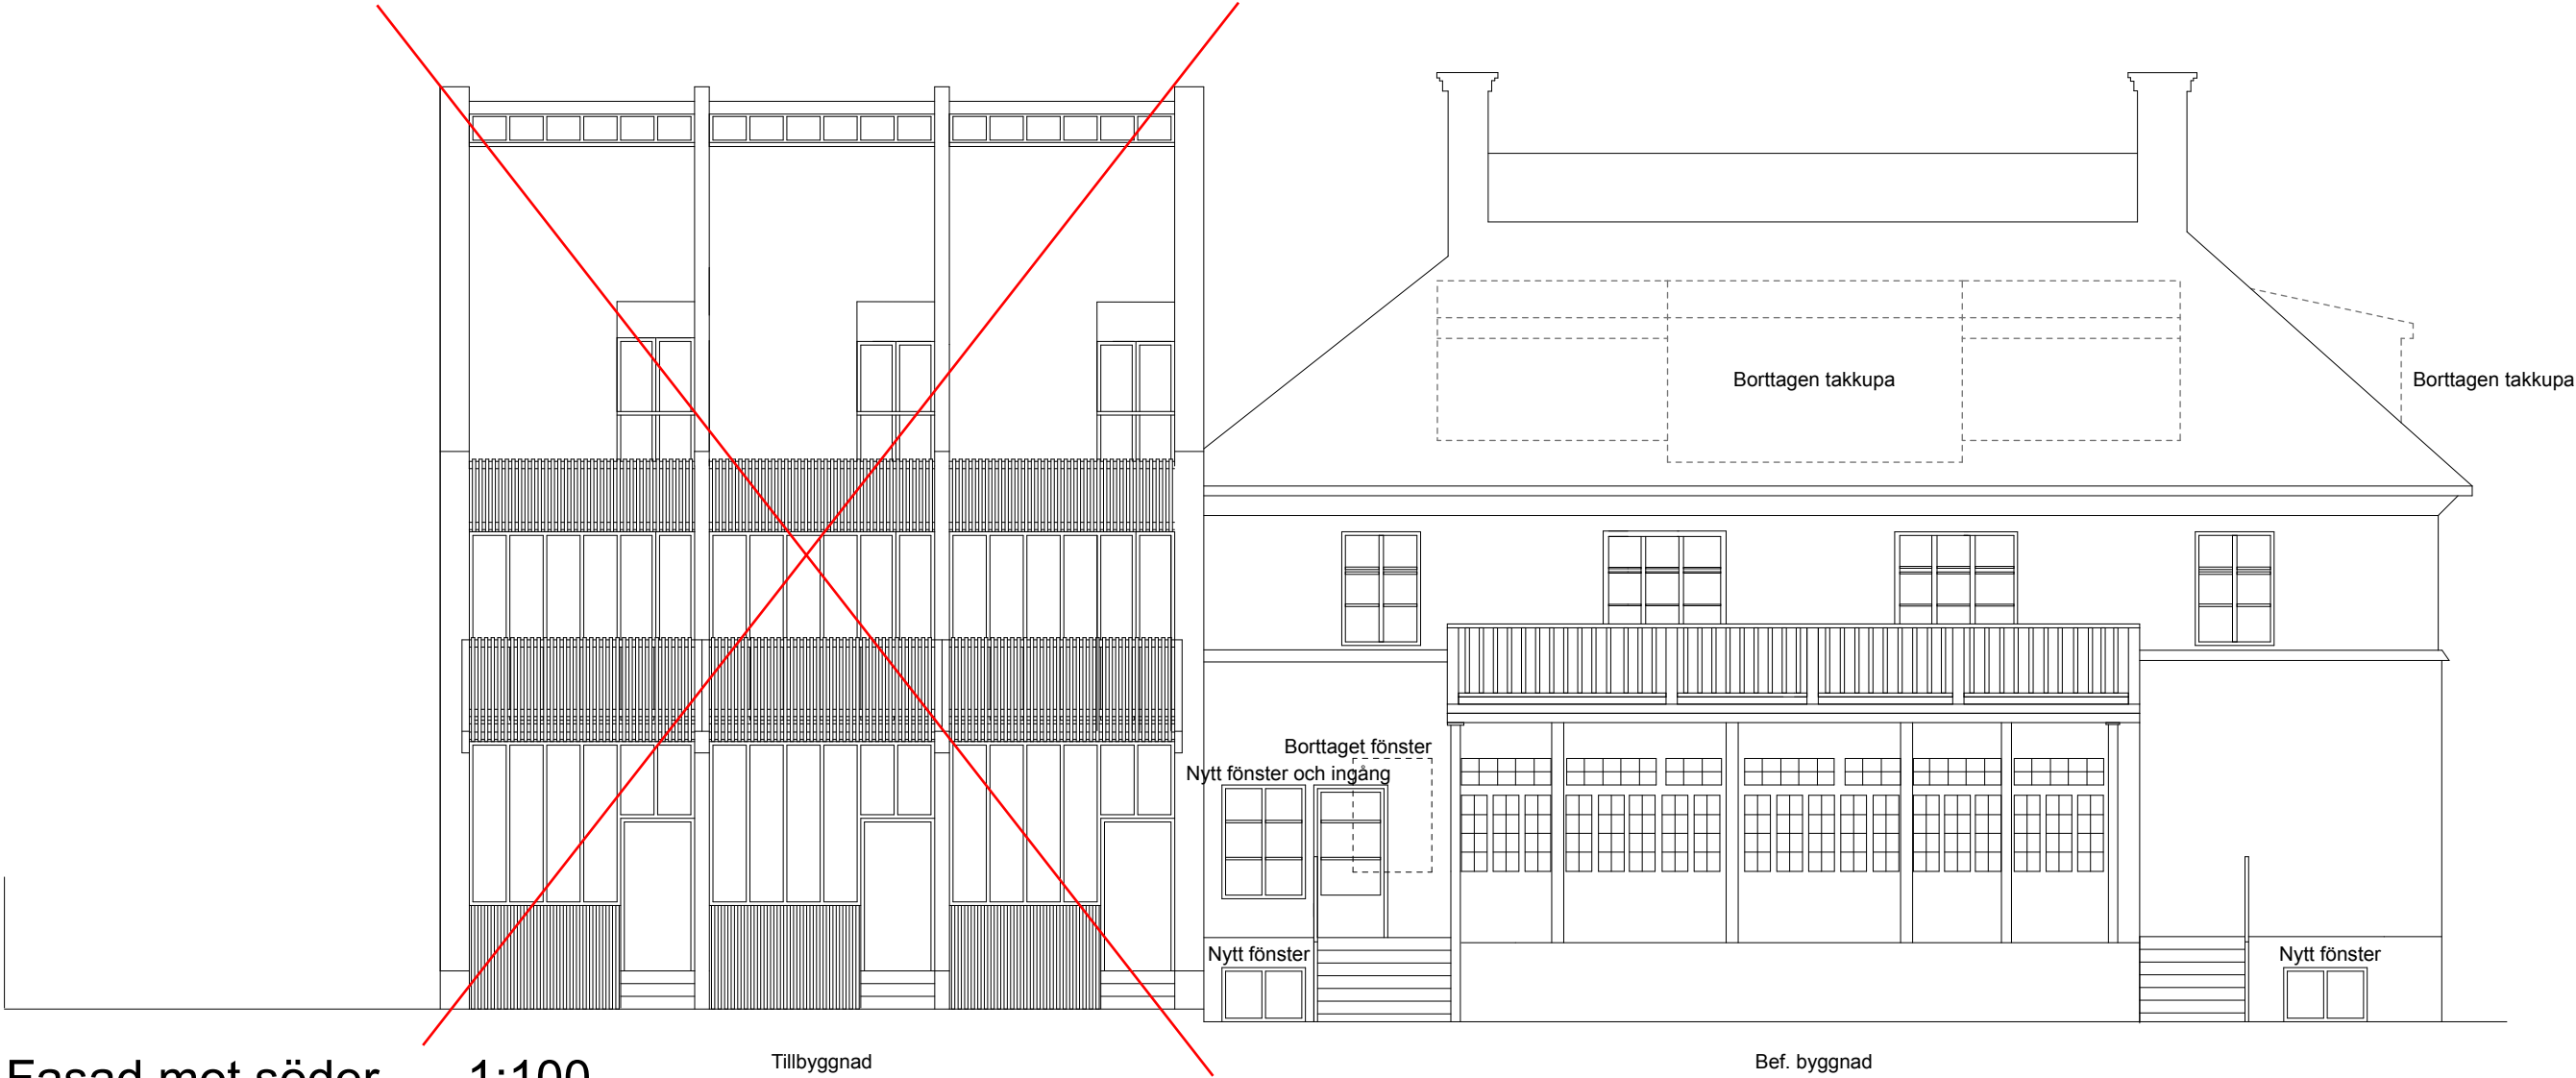 Borttagen takkupa
Borttagen takkupa
Borttaget fönster
Nytt fönster och ingång
Nytt fönster
Nytt fönster
Tillbyggnad
Bef. byggnad
Fasad mot söder 1:100